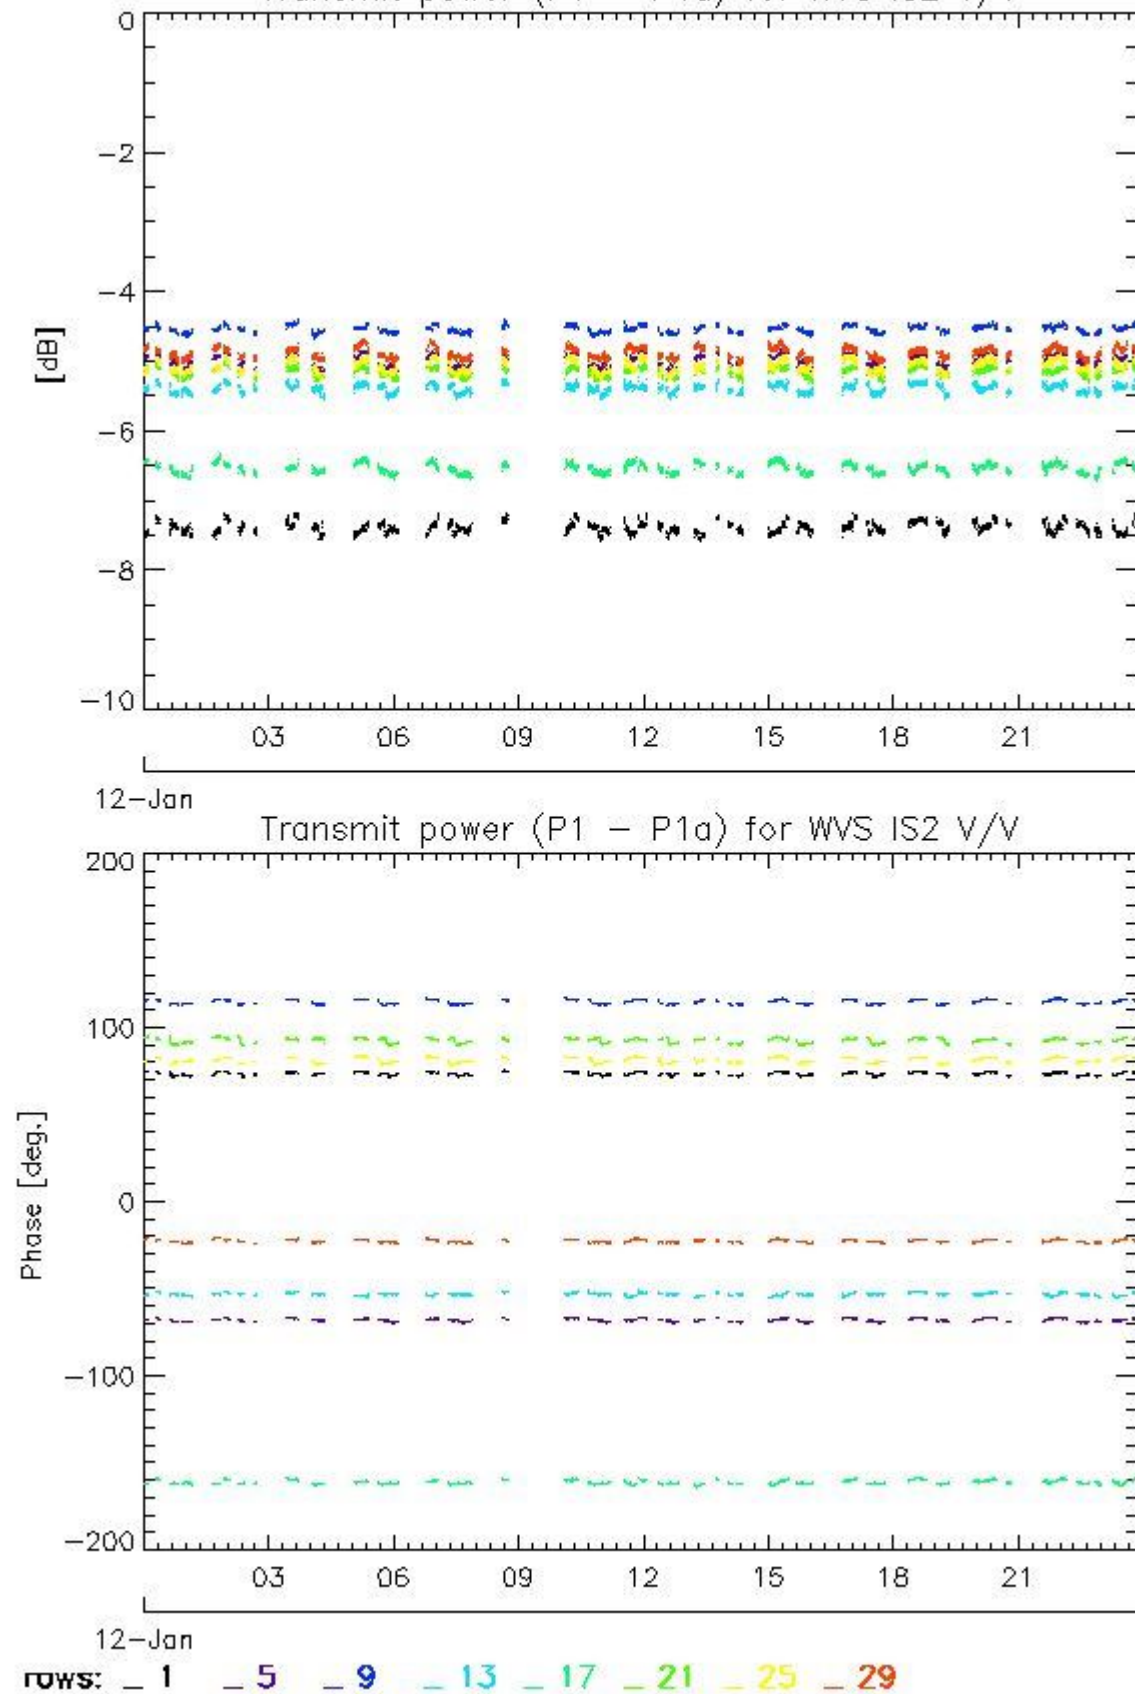 0
-2
-4
[dB]
-6
-8
-10
03 06 09 12 15 18 21
12-Jan
Transmit power (P1 - P1a) for WVS IS2 V/V
200
100
Phase [deg.]
0
-100
-200
03 06 09 12 15 18 21
12-Jan
rows: _ 1 _ 5 _ 9 _ 13 _ 17 _ 21 _ 25 _ 29